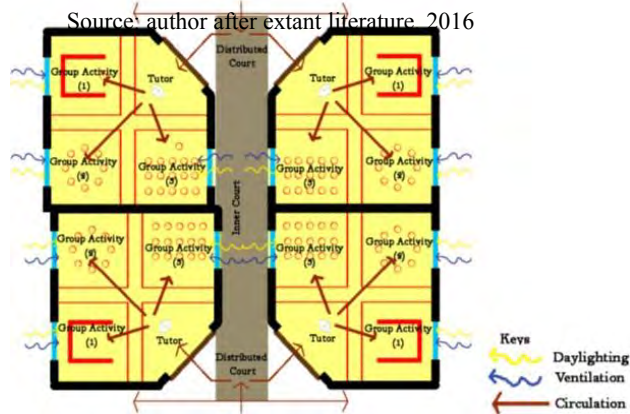 Source: author after extant literature, 2016
Distributed
Court
Group Activity
(1)
Tutor
Group Activity
(2)
Group Activity
(3)
Tutor
Group Activity
(1)
Group Activity
(3)
Group Activity
(2)
Inner Court
Group Activity
(2)
Group Activity
(3)
Group Activity
(1)
Tutor
Group Activity
(3)
Group Activity
(2)
Tutor
Group Activity
(1)
Distributed
Court
Keys
Daylighting
Ventilation
Circulation